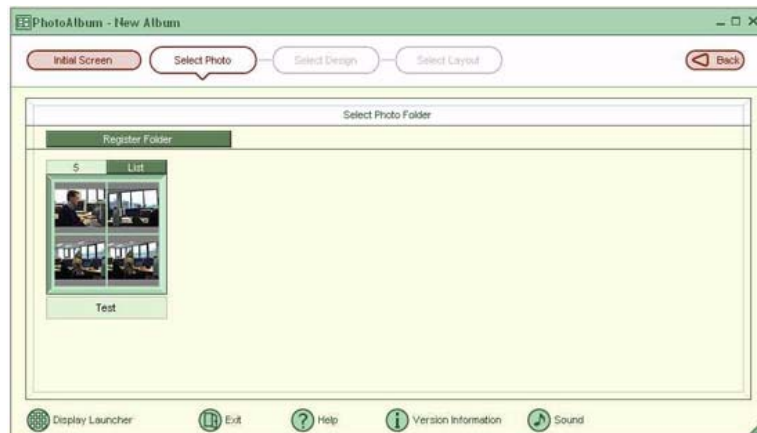 PhotoAlbum - New Album
Initial Screen Select Photo Select Design Select Layout Back
Select Photo Folder
Register Folder
5 List
Test
Display Launcher Exit Help Version Information Sound